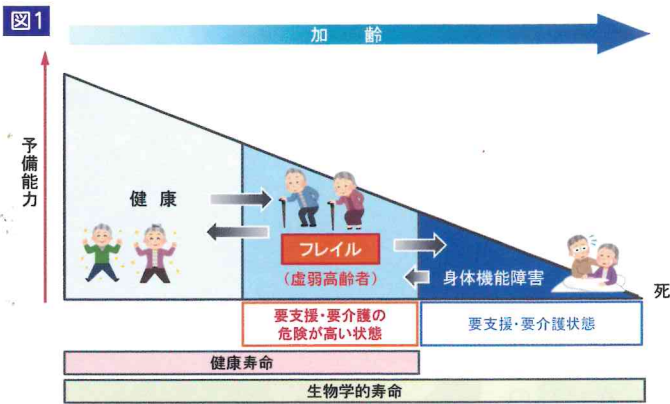 図1
加 齢
予備能力
健 康
フレイル
(虚弱高齢者)
身体機能障害
死
要支援・要介護の
危険が高い状態
要支援・要介護状態
健康寿命
生物学的寿命